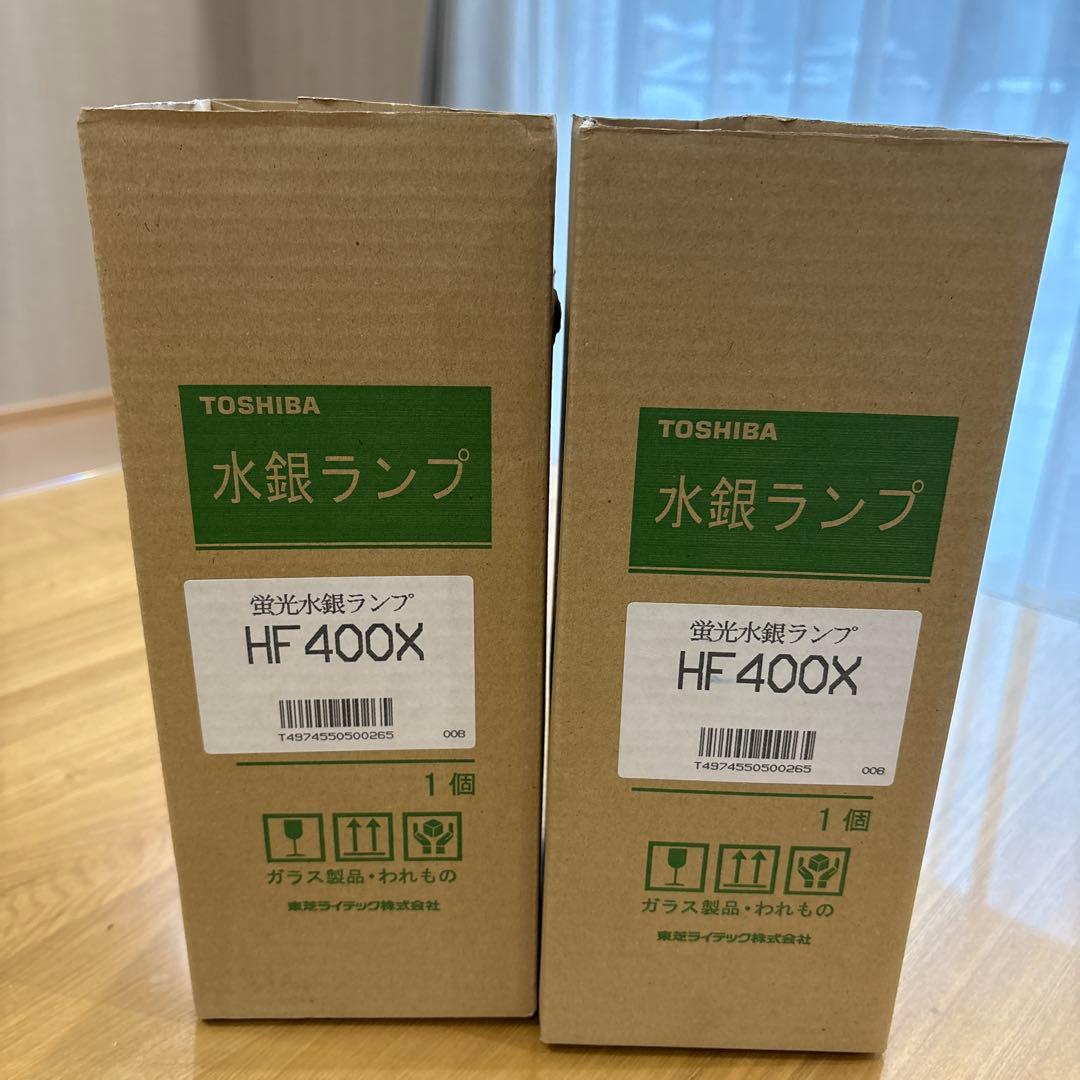 TOSHIBA
水銀ランプ
蛍光水銀ランプ
HF400X
T4974550500265 00B
1個
ガラス製品・われもの
東芝ライテック株式会社
TOSHIBA
水銀ランプ
蛍光水銀ランプ
HF400X
T4974550500265 00B
1個
ガラス製品・われもの
東芝ライテック株式会社